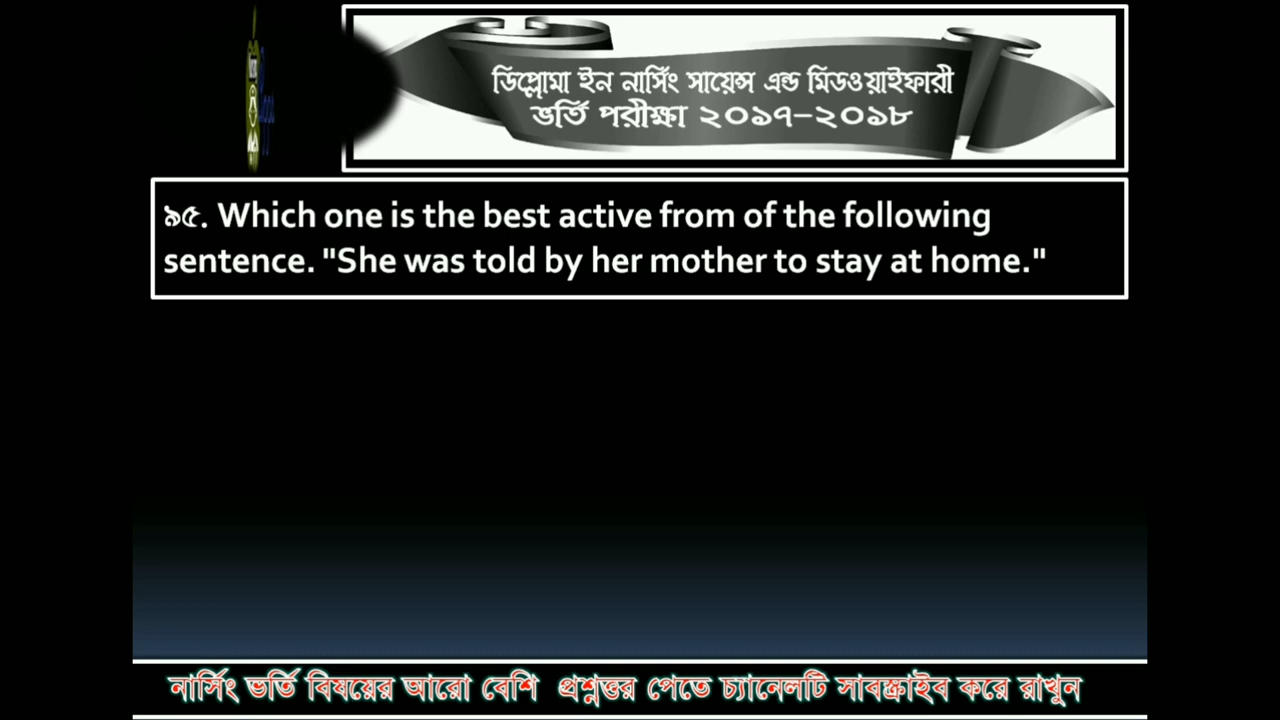 ডিপ্লোমা ইন নার্সিং সায়েন্স এন্ড মিডওয়াইফারী
ভর্তি পরীক্ষা ২০১৭-২০১৮
৯৫. Which one is the best active from of the following
sentence. "She was told by her mother to stay at home."
নার্সিং ভর্তি বিষয়ের আরো বেশি প্রশ্নত্তর পেতে চ্যানেলটি সাবস্ক্রাইব করে রাখুন